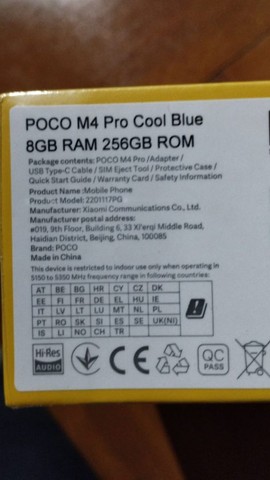 POCO M4 Pro Cool Blue
8GB RAM 256GB ROM
Package contents: POCO M4 Pro /Adapter /
USB Type-C Cable / SIM Eject Tool / Protective Case /
Quick Start Guide / Warranty Card / Safety Information
Product Name :Mobile Phone
Product Model: 2201117PG
Manufacturer: Xiaomi Communications Co., Ltd.
Manufacturer postal address:
#019, 9th Floor, Building 6, 33 Xi'erqi Middle Road,
Haidian District, Beijing, China, 100085
Brand: POCO
Made in China
This device is restricted to indoor use only when operating in
5150 to 5350 MHz frequency range in following countries:
AT BE BG HR CY CZ DK
EE FI FR DE EL HU IE
IT LV LT LU MT NL PL
PT RO SK SI ES SE UK(NI)
IS LI NO CH TR
Hi-Res
AUDIO
CE
QC
PASS